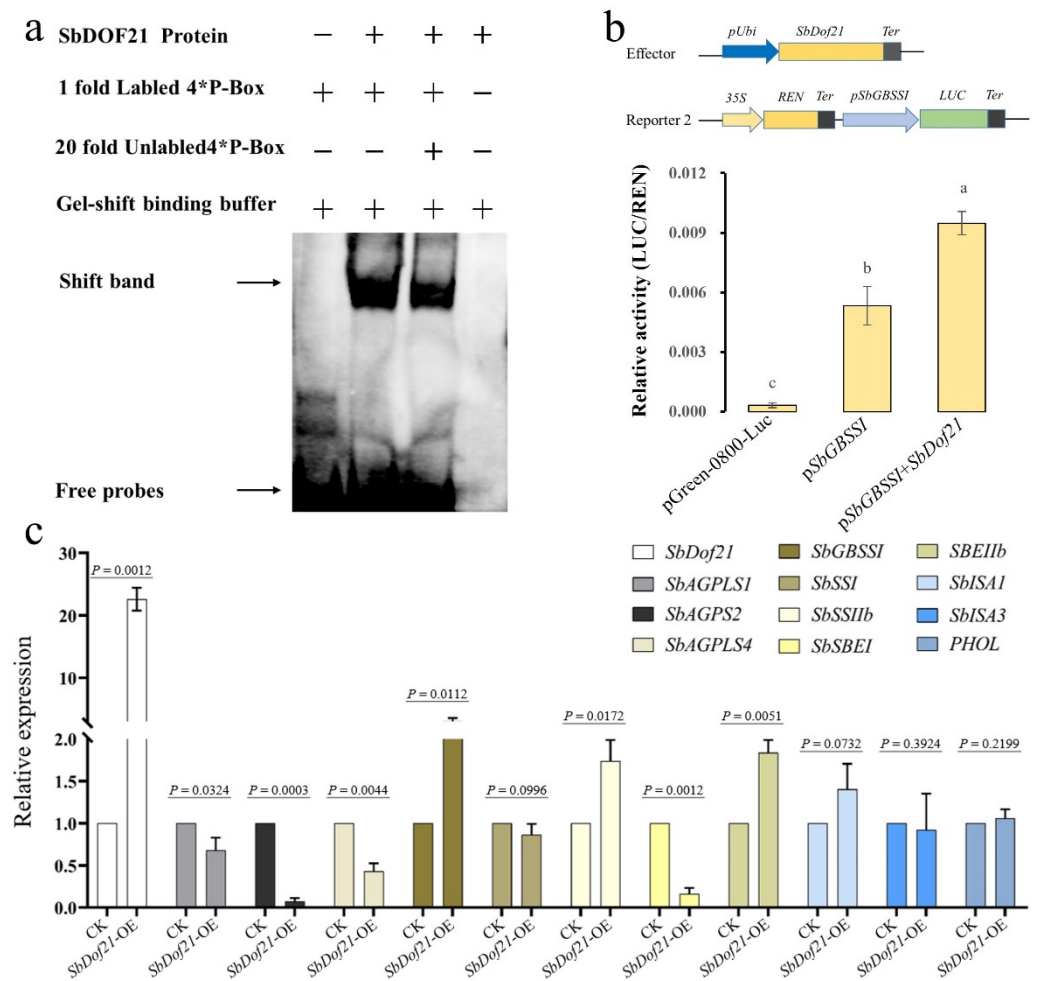 a
SbDOF21 Protein − + + +
1 fold Labled 4*P-Box + + + −
20 fold Unlabled4*P-Box − − + −
Gel-shift binding buffer + + + +
Shift band
Free probes
b
pUbi SbDof21 Ter
Effector
35S REN Ter pSbGBSSI LUC Ter
Reporter 2
Relative activity (LUC/REN)
0.012
0.009
0.006
0.003
0.000
c
b
a
pGreen-0800-Luc
pSbGBSSI
pSbGBSSI+SbDof21
c
SbDof21
SbAGPLS1
SbAGPS2
SbAGPLS4
SbGBSSI
SbSSI
SbSSIIb
SbSBEI
SBEIIb
SbISA1
SbISA3
PHOL
Relative expression
30
20
10
2.0
1.5
1.0
0.5
0.0
P = 0.0012
P = 0.0324
P = 0.0003
P = 0.0044
P = 0.0112
P = 0.0996
P = 0.0172
P = 0.0012
P = 0.0051
P = 0.0732
P = 0.3924
P = 0.2199
CK
SbDof21-OE
CK
SbDof21-OE
CK
SbDof21-OE
CK
SbDof21-OE
CK
SbDof21-OE
CK
SbDof21-OE
CK
SbDof21-OE
CK
SbDof21-OE
CK
SbDof21-OE
CK
SbDof21-OE
CK
SbDof21-OE
CK
SbDof21-OE